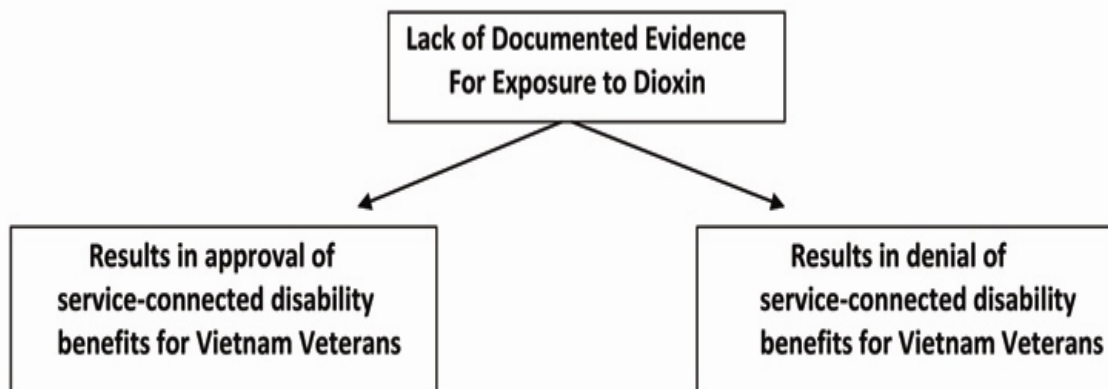 Lack of Documented Evidence
For Exposure to Dioxin
Results in approval of
service-connected disability
benefits for Vietnam Veterans
Results in denial of
service-connected disability
benefits for Vietnam Veterans